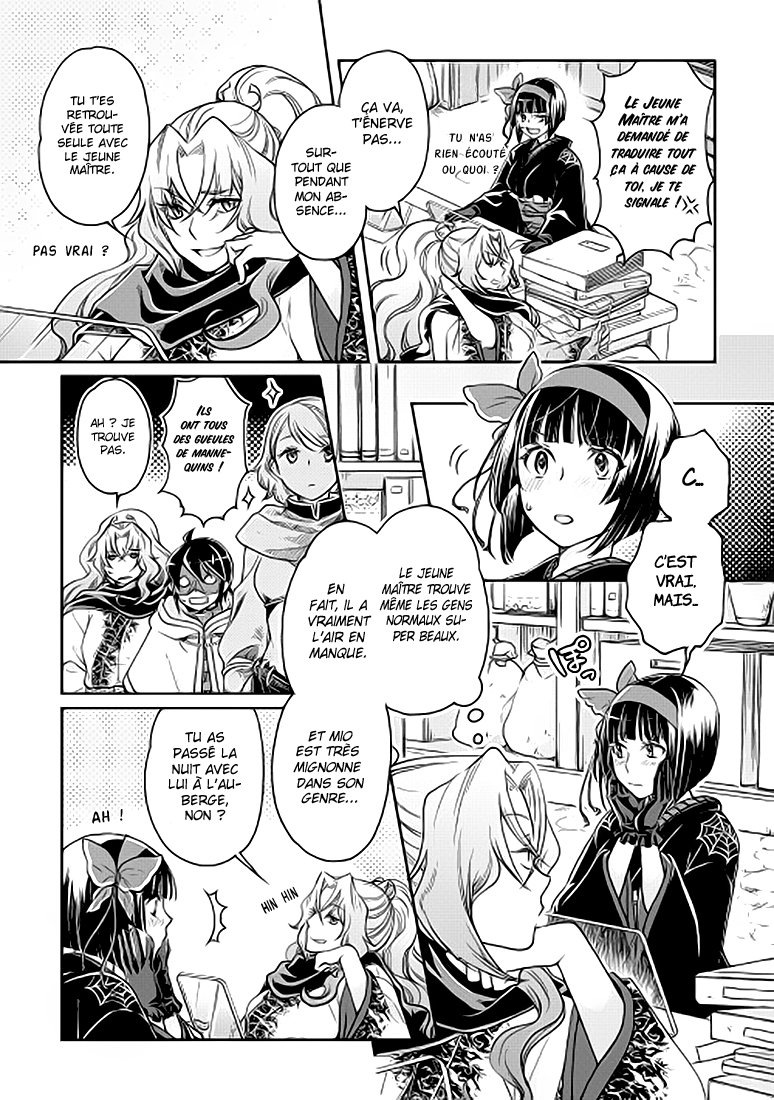 LE JEUNE
MAÎTRE M'A
DEMANDÉ DE
TRADUIRE TOUT
ÇA À CAUSE DE
TOI, JE TE
SIGNALE !
TU N'AS
RIEN ÉCOUTÉ
OU QUOI ?
ÇA VA,
T'ÉNERVE
PAS...
SUR-
TOUT QUE
PENDANT
MON AB-
SENCE...
TU T'ES
RETROU-
VÉE TOUTE
SEULE AVEC
LE JEUNE
MAÎTRE.
PAS VRAI ?
C...
C'EST
VRAI,
MAIS...
ILS
ONT TOUS
DES GUEULES
DE MANNE-
QUINS !
AH ? JE
TROUVE
PAS.
LE JEUNE
MAÎTRE TROUVE
MÊME LES GENS
NORMAUX SU-
PER BEAUX.
EN
FAIT, IL A
VRAIMENT
L'AIR EN
MANQUE.
ET MIO
EST TRÈS
MIGNONNE
DANS SON
GENRE...
TU AS
PASSÉ LA
NUIT AVEC
LUI À L'AU-
BERGE,
NON ?
AH !
HIN HIN